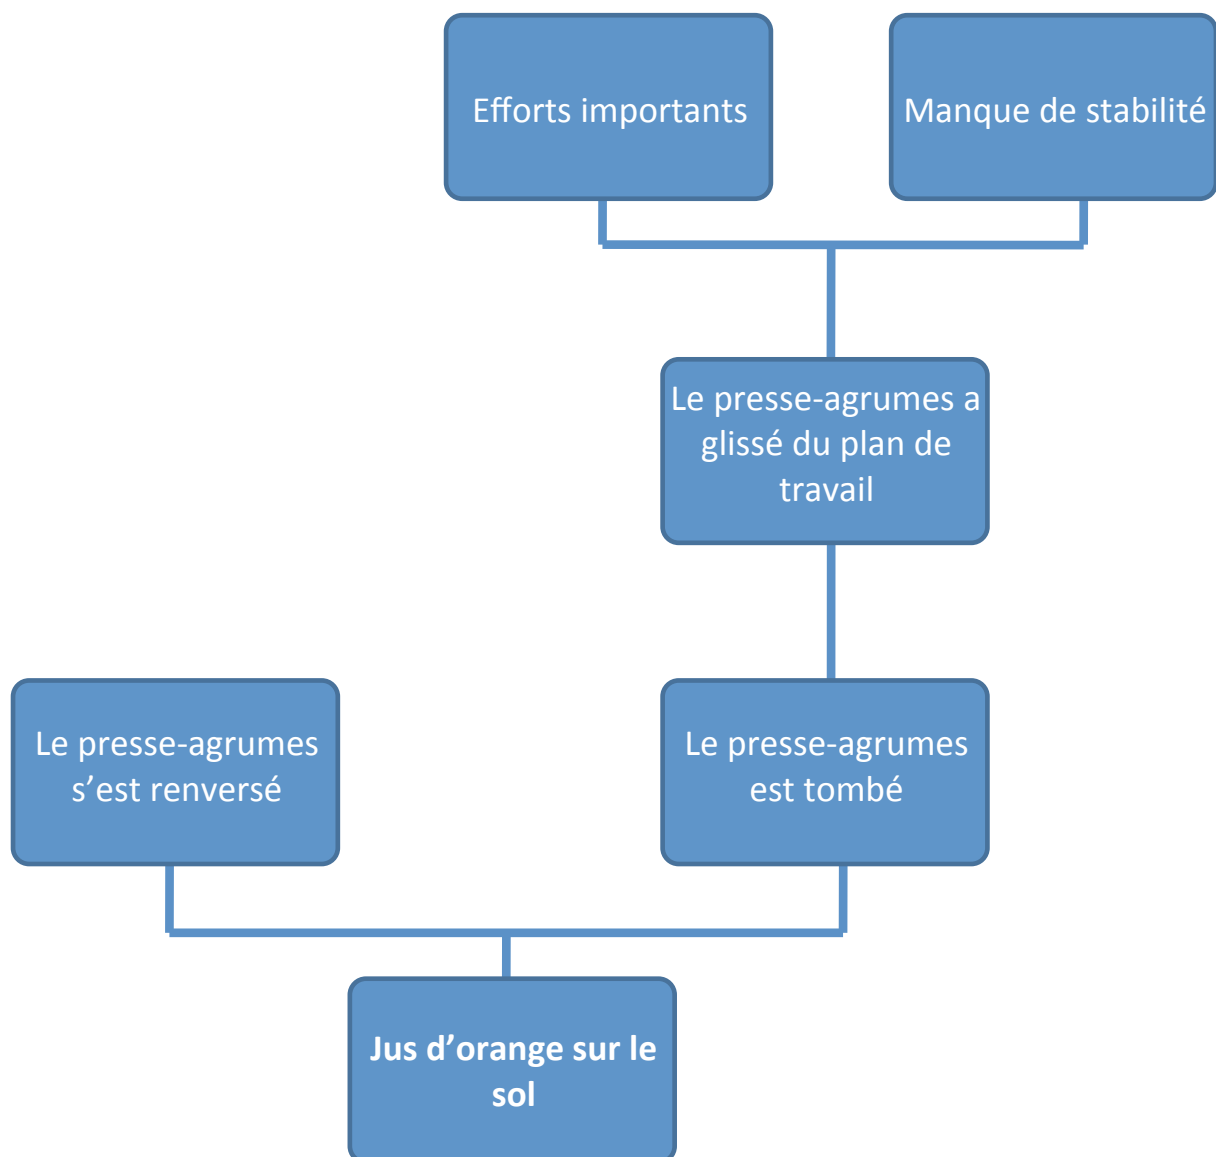 Efforts importants
Manque de stabilité
Le presse-agrumes a
glissé du plan de
travail
Le presse-agrumes
s’est renversé
Le presse-agrumes
est tombé
Jus d’orange sur le
sol